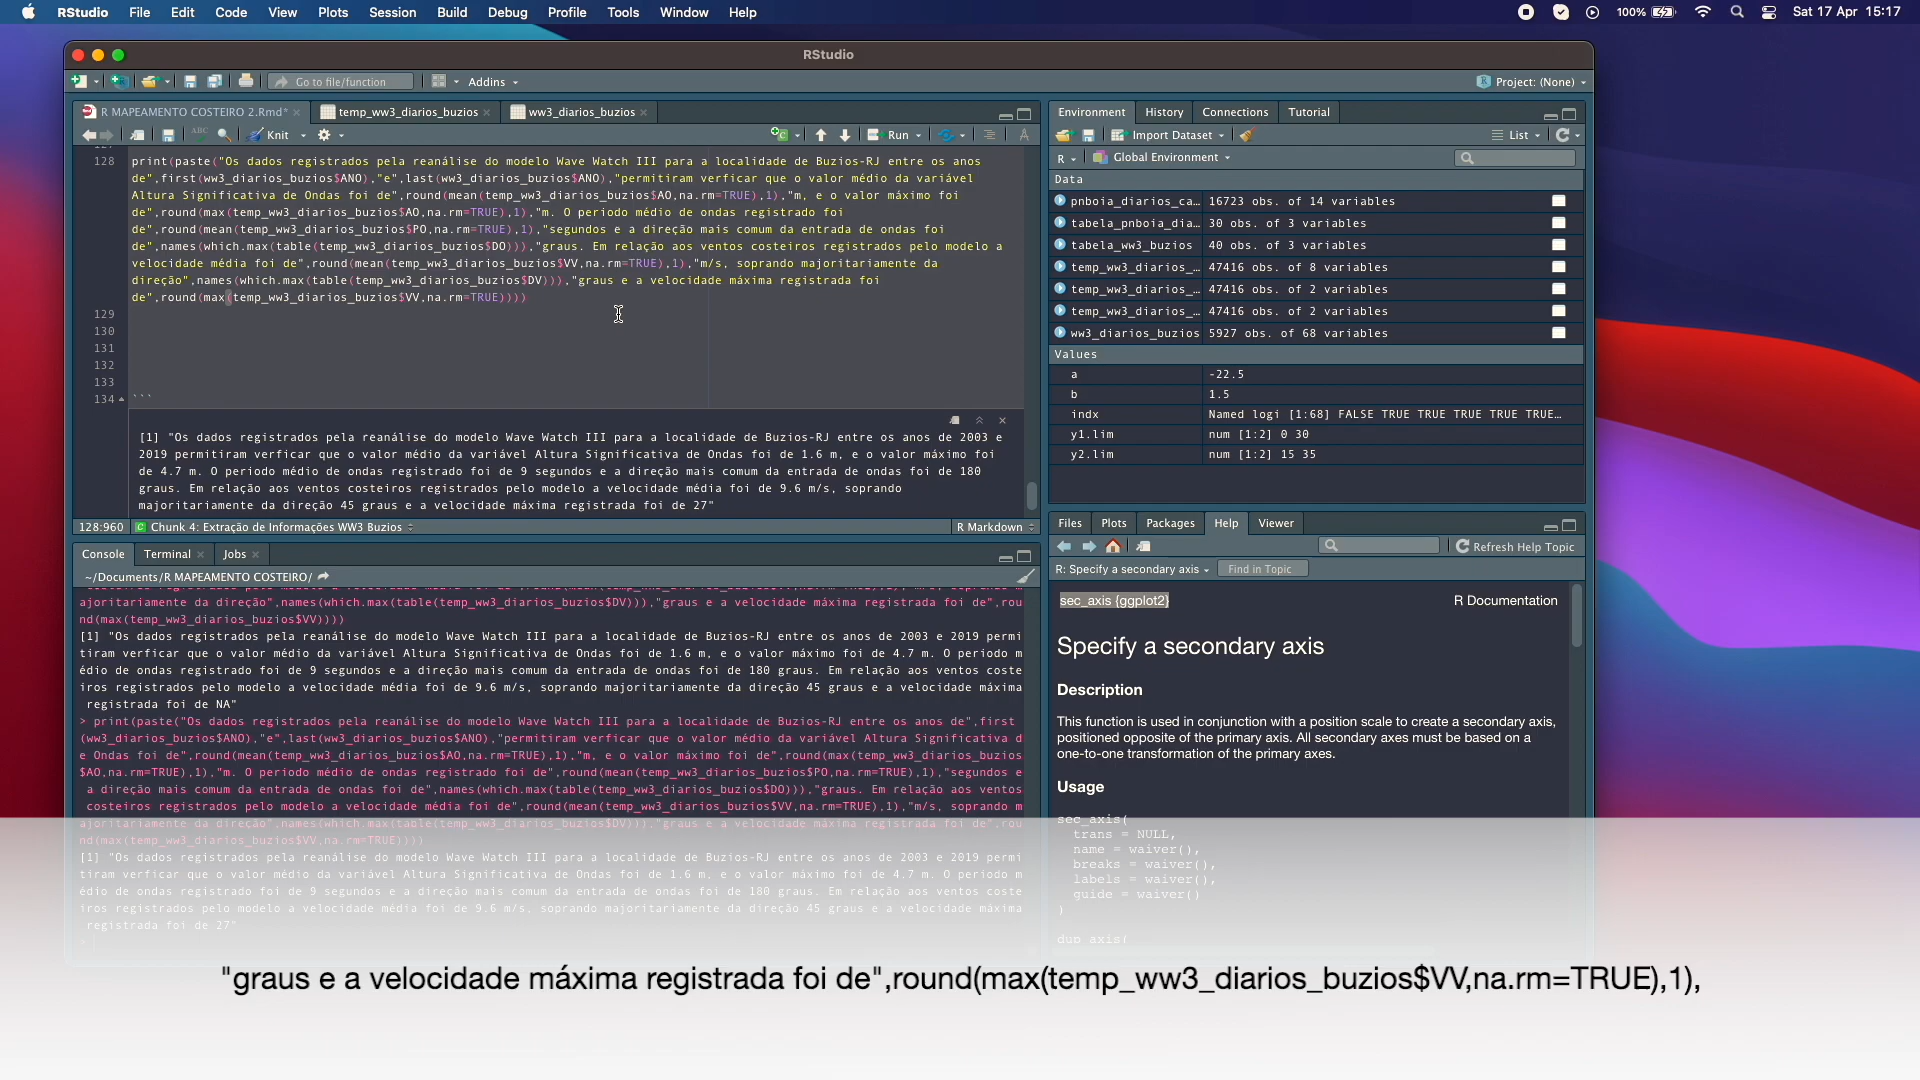 RStudio File Edit Code View Plots Session Build Debug Profile Tools Window Help 100% Sat 17 Apr 15:17
RStudio
Go to file/function Addins Project: (None)
R MAPEAMENTO COSTEIRO 2.Rmd* temp_ww3_diarios_buzios ww3_diarios_buzios
ABC Knit Run
128 print(paste("Os dados registrados pela reanálise do modelo Wave Watch III para a localidade de Buzios-RJ entre os anos
de",first(ww3_diarios_buzios$ANO),"e",last(ww3_diarios_buzios$ANO),"permitiram verficar que o valor médio da variável
Altura Significativa de Ondas foi de",round(mean(temp_ww3_diarios_buzios$AO,na.rm=TRUE),1),"m, e o valor máximo foi
de",round(max(temp_ww3_diarios_buzios$AO,na.rm=TRUE),1),"m. O periodo médio de ondas registrado foi
de",round(mean(temp_ww3_diarios_buzios$PO,na.rm=TRUE),1),"segundos e a direção mais comum da entrada de ondas foi
de",names(which.max(table(temp_ww3_diarios_buzios$DO))),"graus. Em relação aos ventos costeiros registrados pelo modelo a
velocidade média foi de",round(mean(temp_ww3_diarios_buzios$VV,na.rm=TRUE),1),"m/s, soprando majoritariamente da
direção",names(which.max(table(temp_ww3_diarios_buzios$DV))),"graus e a velocidade máxima registrada foi
de",round(max(temp_ww3_diarios_buzios$VV,na.rm=TRUE))))
129
130
131
132
133
134 ```
[1] "Os dados registrados pela reanálise do modelo Wave Watch III para a localidade de Buzios-RJ entre os anos de 2003 e
2019 permitiram verficar que o valor médio da variável Altura Significativa de Ondas foi de 1.6 m, e o valor máximo foi
de 4.7 m. O periodo médio de ondas registrado foi de 9 segundos e a direção mais comum da entrada de ondas foi de 180
graus. Em relação aos ventos costeiros registrados pelo modelo a velocidade média foi de 9.6 m/s, soprando
majoritariamente da direção 45 graus e a velocidade máxima registrada foi de 27"
128:960 Chunk 4: Extração de Informações WW3 Buzios R Markdown
Console Terminal Jobs
~/Documents/R MAPEAMENTO COSTEIRO/
ajoritariamente da direção",names(which.max(table(temp_ww3_diarios_buzios$DV))),"graus e a velocidade máxima registrada foi de",rou
nd(max(temp_ww3_diarios_buzios$VV))))
[1] "Os dados registrados pela reanálise do modelo Wave Watch III para a localidade de Buzios-RJ entre os anos de 2003 e 2019 permi
tiram verficar que o valor médio da variável Altura Significativa de Ondas foi de 1.6 m, e o valor máximo foi de 4.7 m. O periodo m
édio de ondas registrado foi de 9 segundos e a direção mais comum da entrada de ondas foi de 180 graus. Em relação aos ventos coste
iros registrados pelo modelo a velocidade média foi de 9.6 m/s, soprando majoritariamente da direção 45 graus e a velocidade máxima
registrada foi de NA"
> print(paste("Os dados registrados pela reanálise do modelo Wave Watch III para a localidade de Buzios-RJ entre os anos de",first
(ww3_diarios_buzios$ANO),"e",last(ww3_diarios_buzios$ANO),"permitiram verficar que o valor médio da variável Altura Significativa d
e Ondas foi de",round(mean(temp_ww3_diarios_buzios$AO,na.rm=TRUE),1),"m, e o valor máximo foi de",round(max(temp_ww3_diarios_buzios
$AO,na.rm=TRUE),1),"m. O periodo médio de ondas registrado foi de",round(mean(temp_ww3_diarios_buzios$PO,na.rm=TRUE),1),"segundos e
a direção mais comum da entrada de ondas foi de",names(which.max(table(temp_ww3_diarios_buzios$DO))),"graus. Em relação aos ventos
costeiros registrados pelo modelo a velocidade média foi de",round(mean(temp_ww3_diarios_buzios$VV,na.rm=TRUE),1),"m/s, soprando m
ajoritariamente da direção",names(which.max(table(temp_ww3_diarios_buzios$DV))),"graus e a velocidade máxima registrada foi de",rou
nd(max(temp_ww3_diarios_buzios$VV,na.rm=TRUE))))
[1] "Os dados registrados pela reanálise do modelo Wave Watch III para a localidade de Buzios-RJ entre os anos de 2003 e 2019 permi
tiram verficar que o valor médio da variável Altura Significativa de Ondas foi de 1.6 m, e o valor máximo foi de 4.7 m. O periodo m
édio de ondas registrado foi de 9 segundos e a direção mais comum da entrada de ondas foi de 180 graus. Em relação aos ventos coste
iros registrados pelo modelo a velocidade média foi de 9.6 m/s, soprando majoritariamente da direção 45 graus e a velocidade máxima
registrada foi de 27"
Environment History Connections Tutorial
Import Dataset List
R Global Environment
Data
pnboia_diarios_ca… 16723 obs. of 14 variables
tabela_pnboia_dia… 30 obs. of 3 variables
tabela_ww3_buzios 40 obs. of 3 variables
temp_ww3_diarios_… 47416 obs. of 8 variables
temp_ww3_diarios_… 47416 obs. of 2 variables
temp_ww3_diarios_… 47416 obs. of 2 variables
ww3_diarios_buzios 5927 obs. of 68 variables
Values
a -22.5
b 1.5
indx Named logi [1:68] FALSE TRUE TRUE TRUE TRUE TRUE…
y1.lim num [1:2] 0 30
y2.lim num [1:2] 15 35
Files Plots Packages Help Viewer
Refresh Help Topic
R: Specify a secondary axis Find in Topic
sec_axis {ggplot2} R Documentation
Specify a secondary axis
Description
This function is used in conjunction with a position scale to create a secondary axis,
positioned opposite of the primary axis. All secondary axes must be based on a
one-to-one transformation of the primary axes.
Usage
sec_axis(
trans = NULL,
name = waiver(),
breaks = waiver(),
labels = waiver(),
guide = waiver()
)
dup_axis(
"graus e a velocidade máxima registrada foi de",round(max(temp_ww3_diarios_buzios$VV,na.rm=TRUE),1),